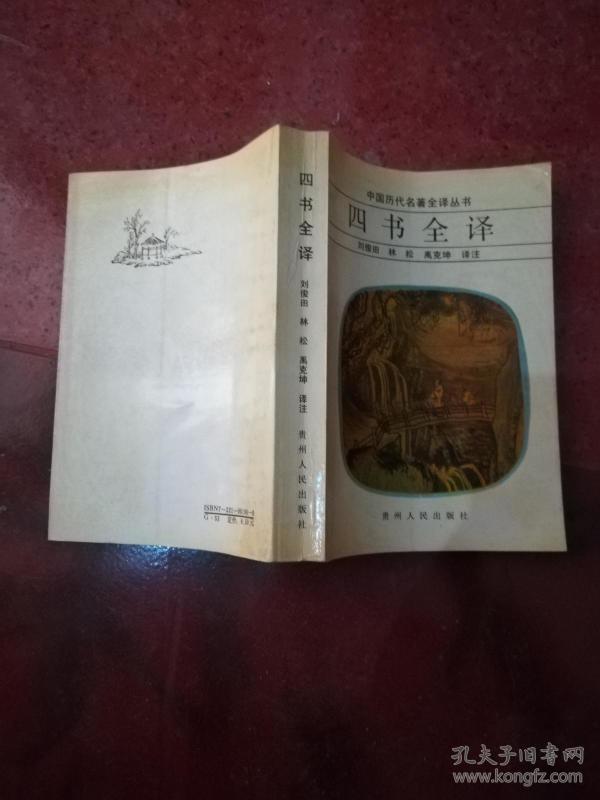 中国历代名著全译丛书
四书全译
刘俊田 林松 禹克坤 译注
贵州人民出版社
四书全译
刘俊田 林松 禹克坤 译注
贵州人民出版社
孔夫子旧书网
www.kongfz.com